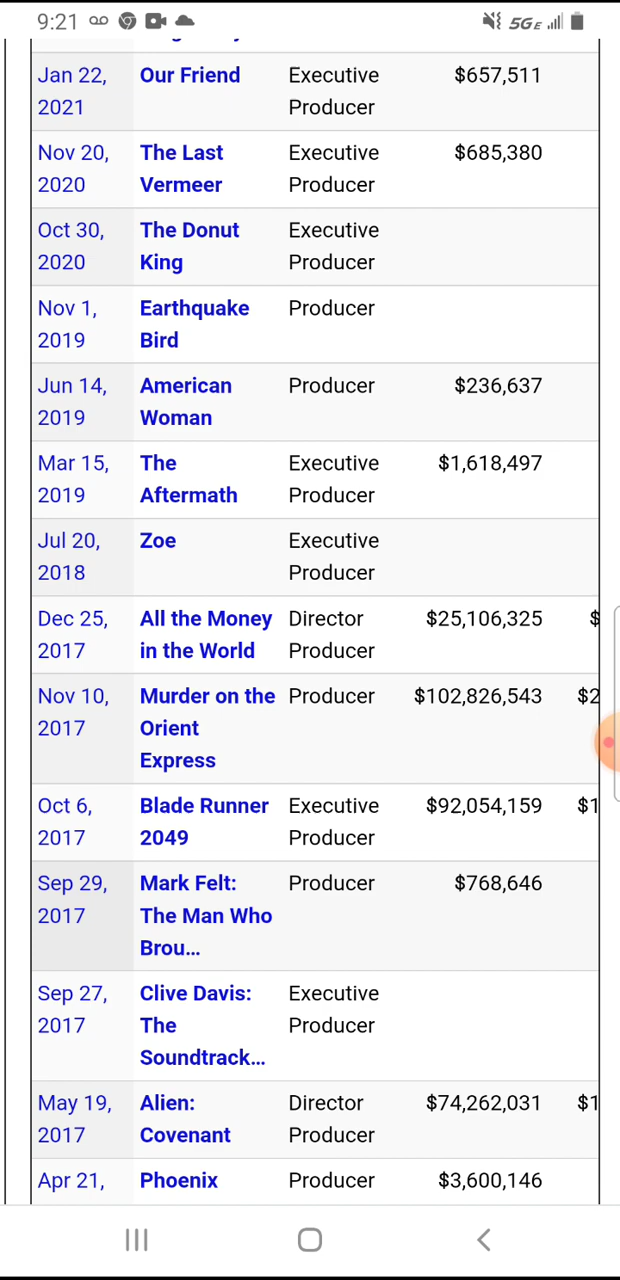 9:21
5GE
Jan 22, Our Friend Executive $657,511
2021 Producer
Nov 20, The Last Executive $685,380
2020 Vermeer Producer
Oct 30, The Donut Executive
2020 King Producer
Nov 1, Earthquake Producer
2019 Bird
Jun 14, American Producer $236,637
2019 Woman
Mar 15, The Executive $1,618,497
2019 Aftermath Producer
Jul 20, Zoe Executive
2018 Producer
Dec 25, All the Money Director $25,106,325 $
2017 in the World Producer
Nov 10, Murder on the Producer $102,826,543 $2
2017 Orient
Express
Oct 6, Blade Runner Executive $92,054,159 $1
2017 2049 Producer
Sep 29, Mark Felt: Producer $768,646
2017 The Man Who
Brou...
Sep 27, Clive Davis: Executive
2017 The Producer
Soundtrack...
May 19, Alien: Director $74,262,031 $1
2017 Covenant Producer
Apr 21, Phoenix Producer $3,600,146